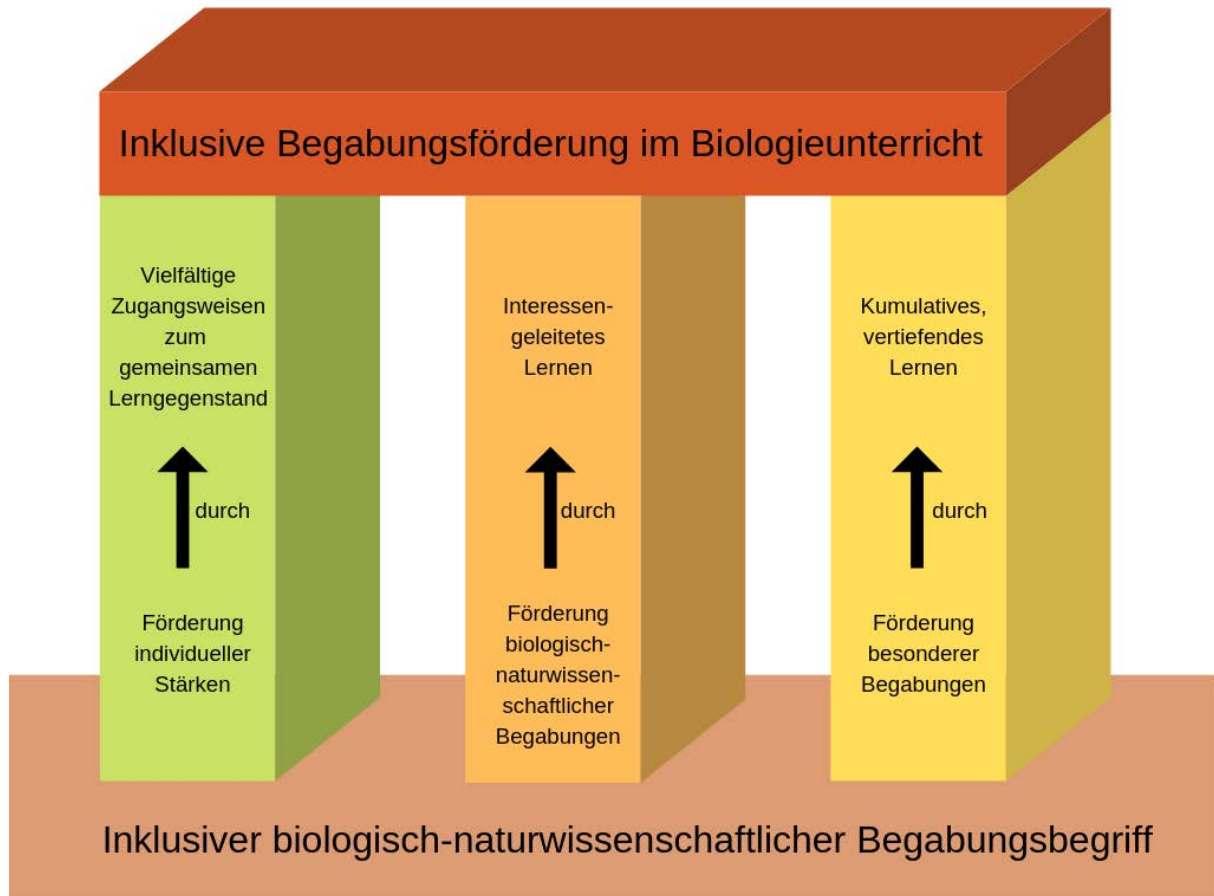 Inklusive Begabungsförderung im Biologieunterricht
Vielfältige
Zugangsweisen
zum
gemeinsamen
Lerngegenstand
durch
Förderung
individueller
Stärken
Interessen-
geleitetes
Lernen
durch
Förderung
biologisch-
naturwissen-
schaftlicher
Begabungen
Kumulatives,
vertiefendes
Lernen
durch
Förderung
besonderer
Begabungen
Inklusiver biologisch-naturwissenschaftlicher Begabungsbegriff